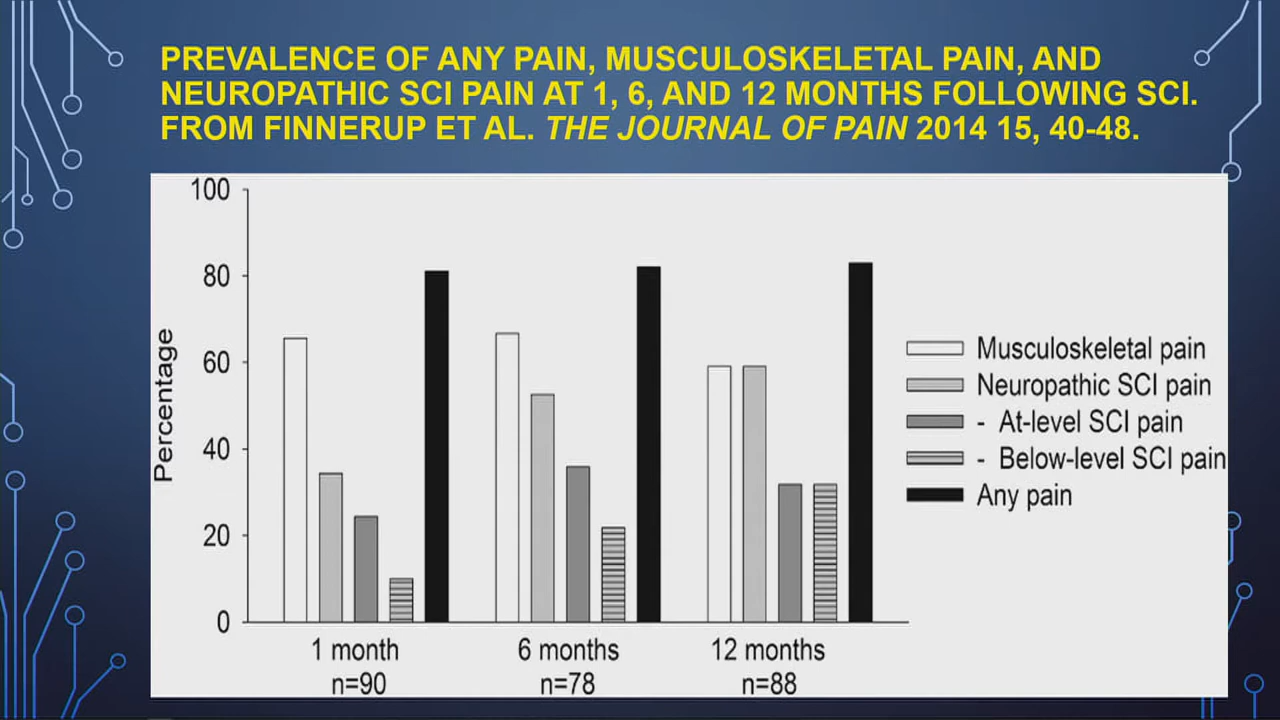 PREVALENCE OF ANY PAIN, MUSCULOSKELETAL PAIN, AND
NEUROPATHIC SCI PAIN AT 1, 6, AND 12 MONTHS FOLLOWING SCI.
FROM FINNERUP ET AL. THE JOURNAL OF PAIN 2014 15, 40-48.
100
80
60
40
20
0
Percentage
1 month
n=90
6 months
n=78
12 months
n=88
Musculoskeletal pain
Neuropathic SCI pain
- At-level SCI pain
- Below-level SCI pain
Any pain